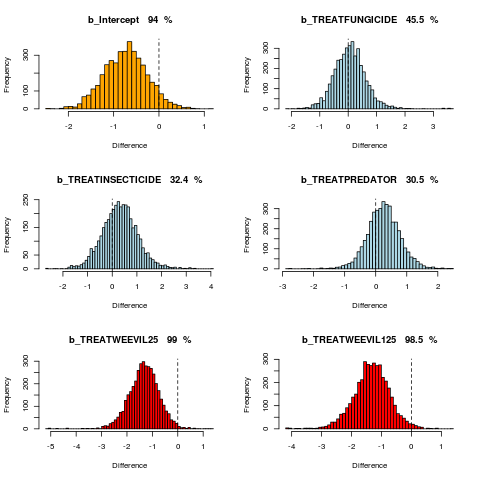 b_Intercept 94 %
Frequency
0 100 300
-2 -1 0 1
Difference
b_TREATFUNGICIDE 45.5 %
Frequency
0 100 200 300
-2 -1 0 1 2 3
Difference
b_TREATINSECTICIDE 32.4 %
Frequency
0 50 150 250
-2 -1 0 1 2 3 4
Difference
b_TREATPREDATOR 30.5 %
Frequency
0 100 200 300
-3 -2 -1 0 1 2
Difference
b_TREATWEEVIL25 99 %
Frequency
0 100 200 300
-5 -4 -3 -2 -1 0 1
Difference
b_TREATWEEVIL125 98.5 %
Frequency
0 100 200 300
-4 -3 -2 -1 0 1
Difference